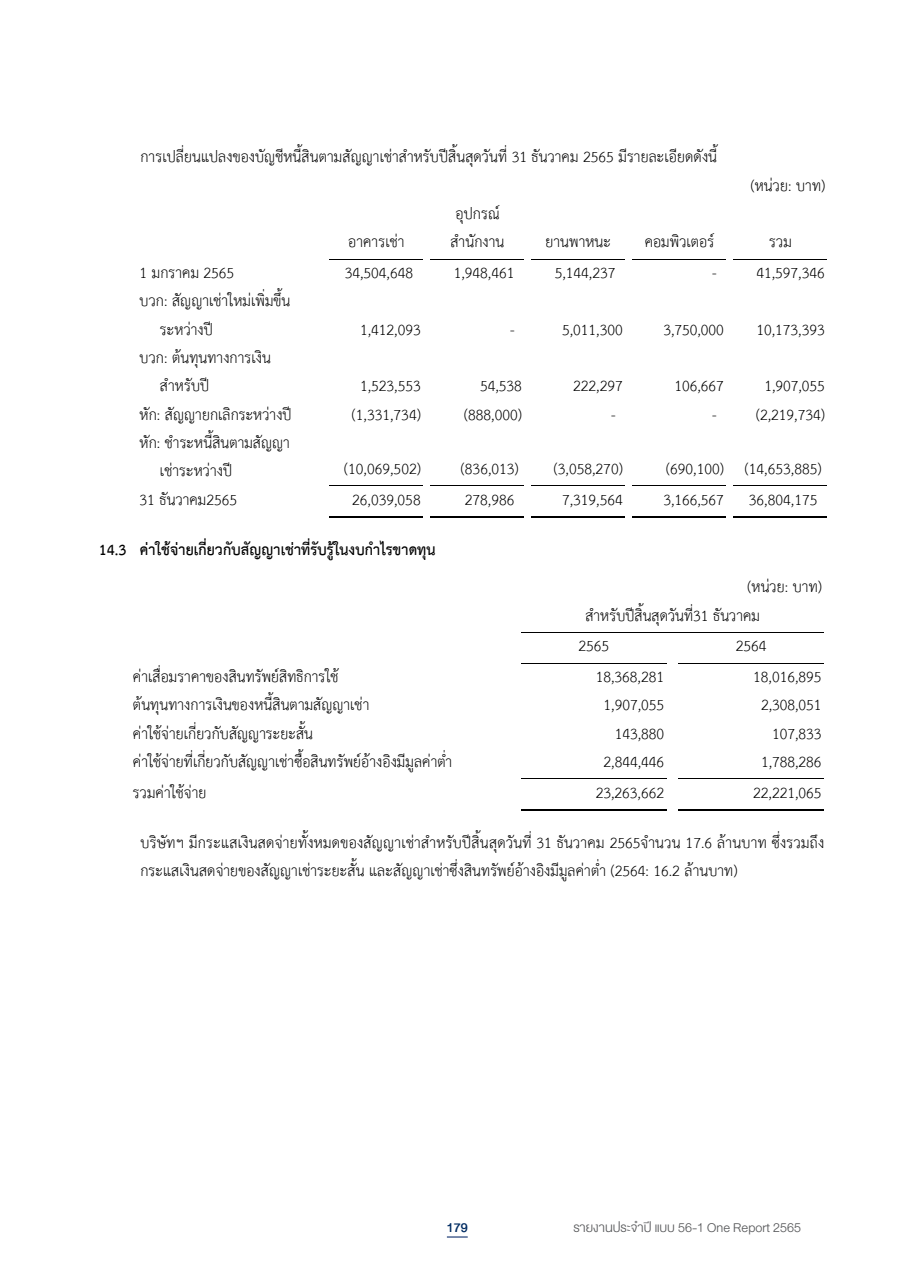 การเปลี่ยนแปลงของบัญชีหนี้สินตามสัญญาเช่าสำหรับปีสิ้นสุดวันที่ 31 ธันวาคม 2565 มีรายละเอียดดังนี้
(หน่วย: บาท)
อุปกรณ์
อาคารเช่า สำนักงาน ยานพาหนะ คอมพิวเตอร์ รวม
1 มกราคม 2565 34,504,648 1,948,461 5,144,237 - 41,597,346
บวก: สัญญาเช่าใหม่เพิ่มขึ้น
ระหว่างปี 1,412,093 - 5,011,300 3,750,000 10,173,393
บวก: ต้นทุนทางการเงิน
สำหรับปี 1,523,553 54,538 222,297 106,667 1,907,055
หัก: สัญญายกเลิกระหว่างปี (1,331,734) (888,000) - - (2,219,734)
หัก: ชำระหนี้สินตามสัญญา
เช่าระหว่างปี (10,069,502) (836,013) (3,058,270) (690,100) (14,653,885)
31 ธันวาคม2565 26,039,058 278,986 7,319,564 3,166,567 36,804,175
14.3 ค่าใช้จ่ายเกี่ยวกับสัญญาเช่าที่รับรู้ในงบกำไรขาดทุน
(หน่วย: บาท)
สำหรับปีสิ้นสุดวันที่31 ธันวาคม
2565 2564
ค่าเสื่อมราคาของสินทรัพย์สิทธิการใช้ 18,368,281 18,016,895
ต้นทุนทางการเงินของหนี้สินตามสัญญาเช่า 1,907,055 2,308,051
ค่าใช้จ่ายเกี่ยวกับสัญญาระยะสั้น 143,880 107,833
ค่าใช้จ่ายที่เกี่ยวกับสัญญาเช่าซื้อสินทรัพย์อ้างอิงมีมูลค่าต่ำ 2,844,446 1,788,286
รวมค่าใช้จ่าย 23,263,662 22,221,065
บริษัทฯ มีกระแสเงินสดจ่ายทั้งหมดของสัญญาเช่าสำหรับปีสิ้นสุดวันที่ 31 ธันวาคม 2565จำนวน 17.6 ล้านบาท ซึ่งรวมถึง
กระแสเงินสดจ่ายของสัญญาเช่าระยะสั้น และสัญญาเช่าซึ่งสินทรัพย์อ้างอิงมีมูลค่าต่ำ (2564: 16.2 ล้านบาท)
179 รายงานประจำปี แบบ 56-1 One Report 2565